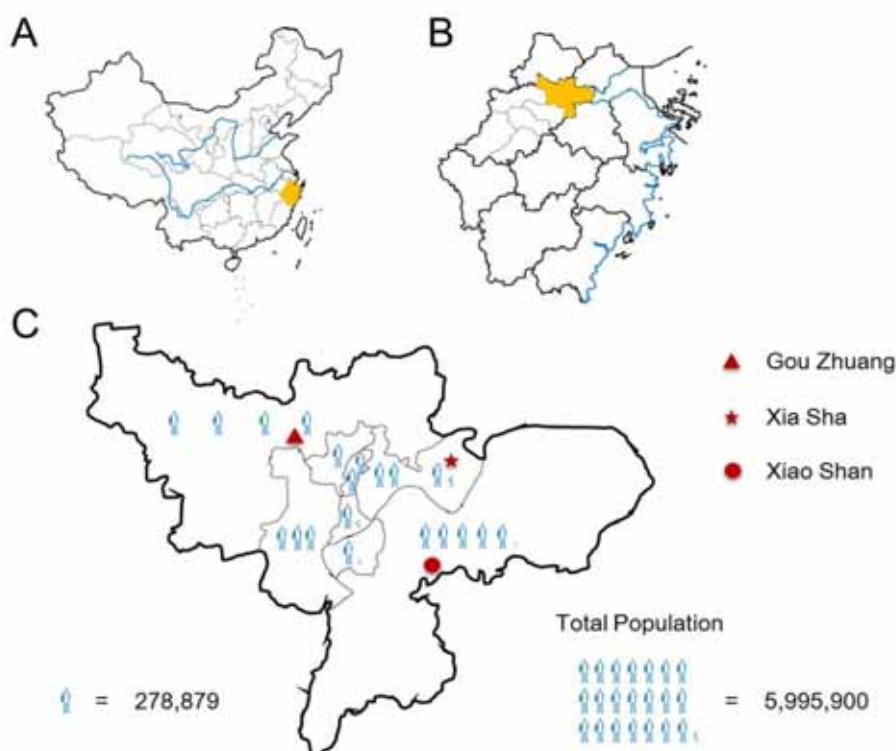 A
B
C
Gou Zhuang
Xia Sha
Xiao Shan
Total Population
= 278,879
= 5,995,900